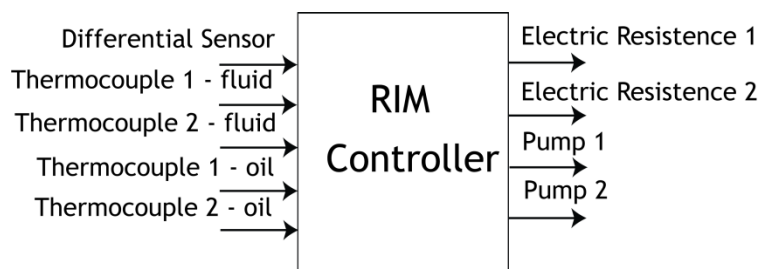 Differential Sensor
Thermocouple 1 - fluid
Thermocouple 2 - fluid
Thermocouple 1 - oil
Thermocouple 2 - oil
RIM
Controller
Electric Resistence 1
Electric Resistence 2
Pump 1
Pump 2